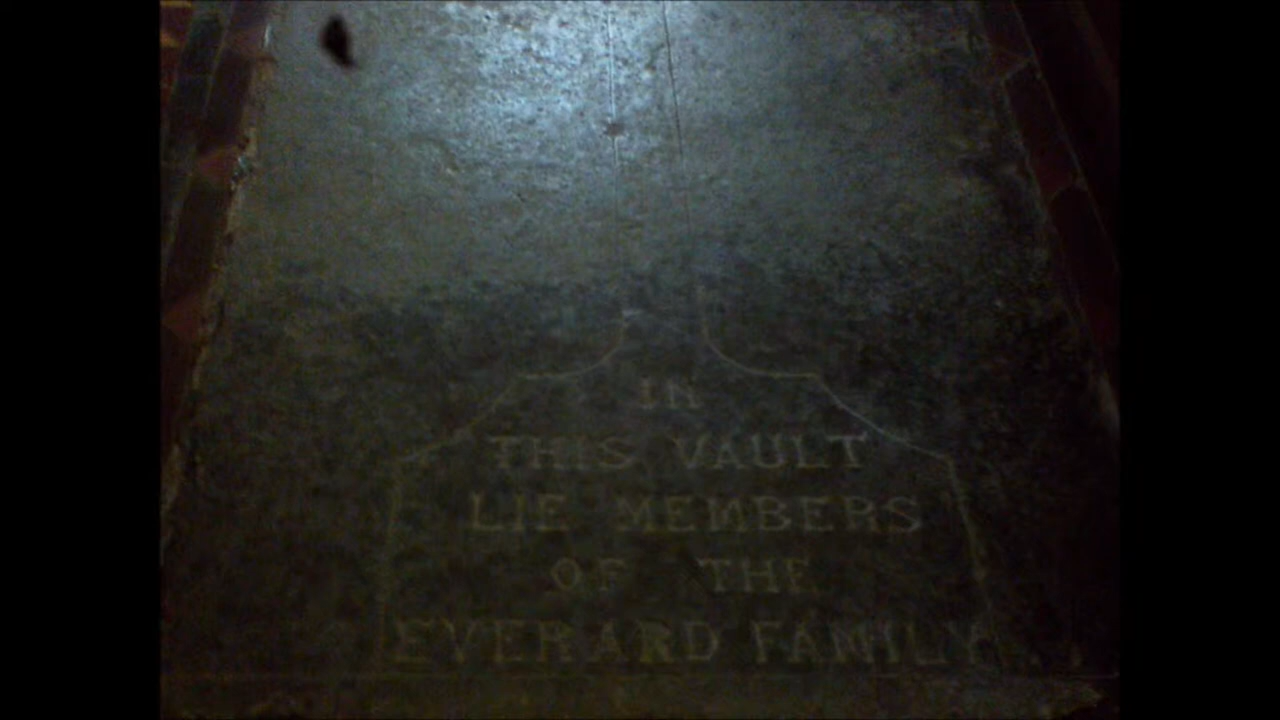 IN
THIS VAULT
LIE MEMBERS
OF THE
EVERARD FAMILY